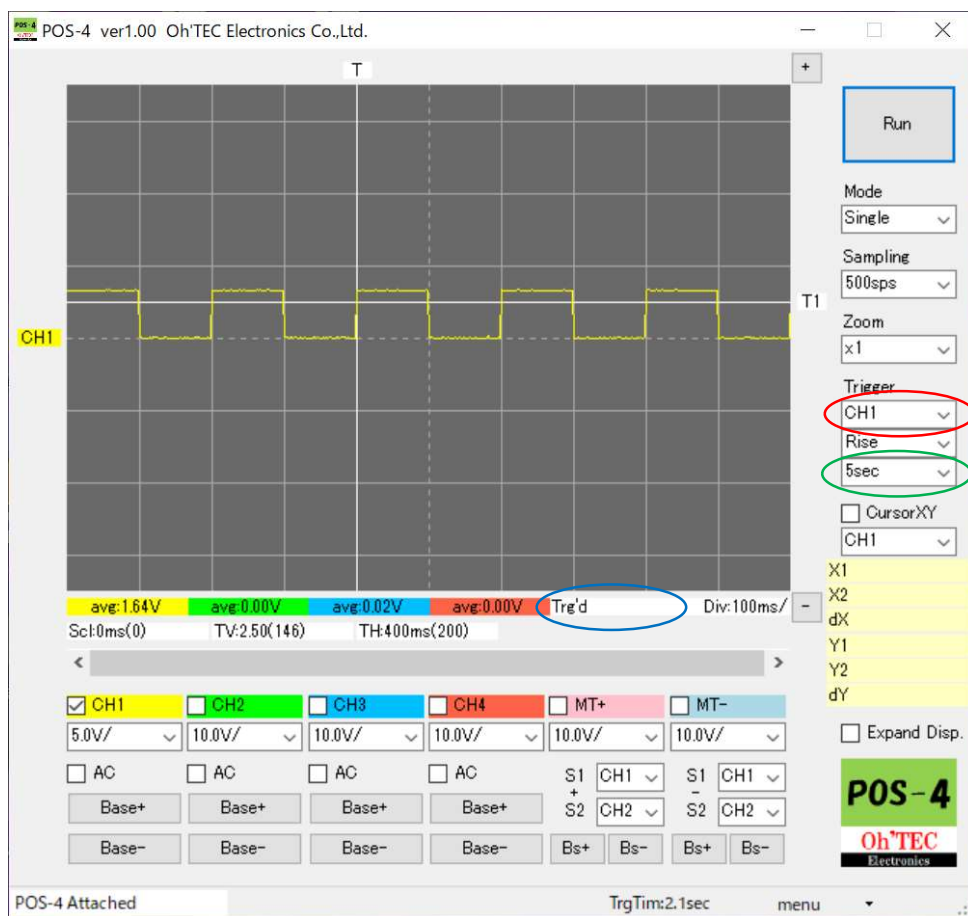 POS-4 ver1.00 Oh'TEC Electronics Co.,Ltd.
T
+
Run
Mode
Single
Sampling
500sps
T1
Zoom
CH1
x1
Trigger
CH1
Rise
5sec
CursorXY
CH1
X1
avg:1.64V avg:0.00V avg:0.02V avg:0.00V Trg'd Div:100ms/ -
X2
Scl:0ms(0) TV:2.50(146) TH:400ms(200)
dX
Y1
Y2
dY
< >
CH1 CH2 CH3 CH4 MT+ MT-
5.0V/ 10.0V/ 10.0V/ 10.0V/ 10.0V/ 10.0V/
Expand Disp.
AC AC AC AC S1 CH1 S1 CH1
+ -
Base+ Base+ Base+ Base+ S2 CH2 S2 CH2
Base- Base- Base- Base- Bs+ Bs- Bs+ Bs-
POS-4
Oh'TEC
Electronics
POS-4 Attached TrgTim:2.1sec menu